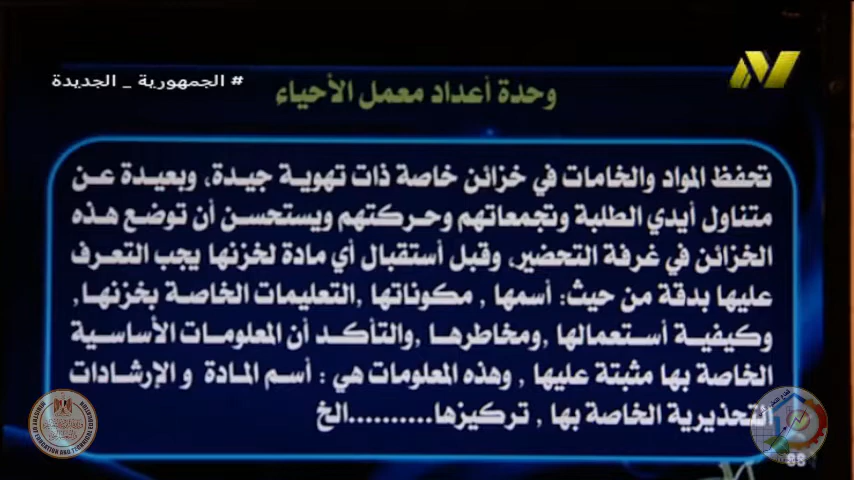 # الجمهورية _ الجديدة
وحدة أعداد معمل الأحياء
تحفظ المواد والخامات في خزائن خاصة ذات تهوية جيدة، وبعيدة عن
متناول أيدي الطلبة وتجمعاتهم وحركتهم ويستحسن أن توضع هذه
الخزائن في غرفة التحضير، وقبل أستقبال أي مادة لخزنها يجب التعرف
عليها بدقة من حيث: أسمها , مكوناتها ,التعليمات الخاصة بخزنها,
وكيفية أستعمالها ,ومخاطرها ,والتأكد أن المعلومات الأساسية
الخاصة بها مثبتة عليها , وهذه المعلومات هي : أسم المادة و الإرشادات
التحذيرية الخاصة بها , تركيزها..........الخ